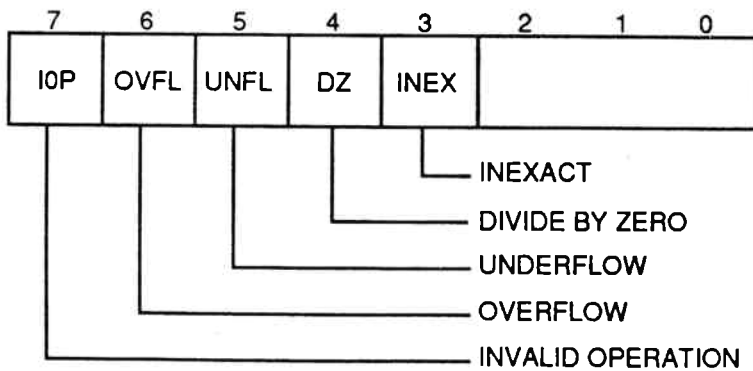 7 6 5 4 3 2 1 0
I0P OVFL UNFL DZ INEX
INEXACT
DIVIDE BY ZERO
UNDERFLOW
OVERFLOW
INVALID OPERATION